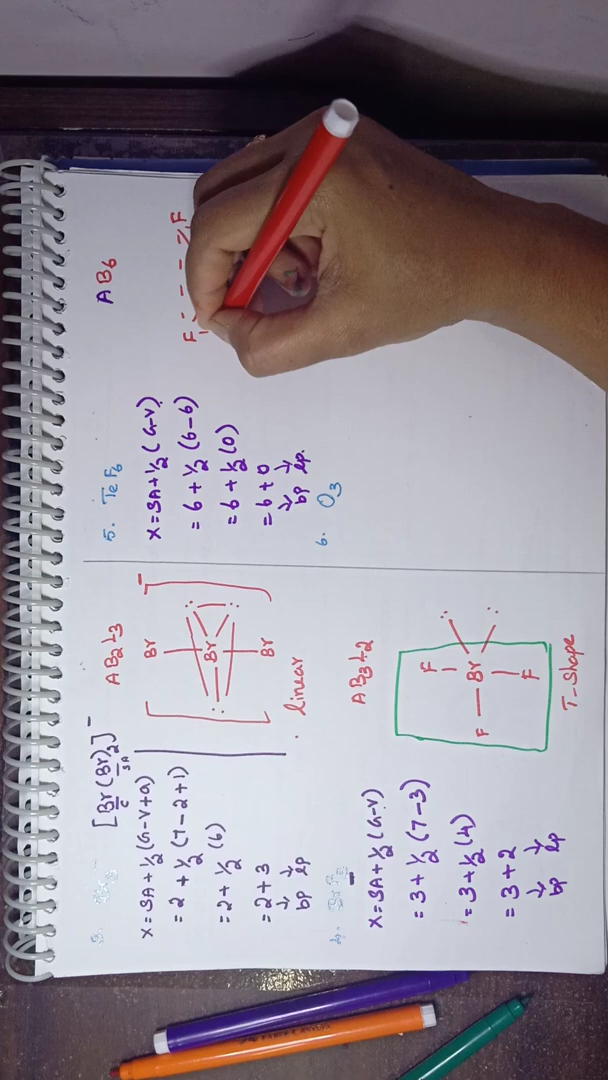 3. Br3- [Br(Br)2]-
C SA
X = SA + 1/2 (G-V+a)
= 2 + 1/2 (7-2+1)
= 2 + 1/2 (6)
= 2 + 3
↓ ↓
bp lp
AB2L3
Br
Br
Br
-
. linear
4. BrF3
X = SA + 1/2 (G-V)
= 3 + 1/2 (7-3)
= 3 + 1/2 (4)
= 3 + 2
↓ ↓
bp lp
AB3L2
F
F — Br
F
T-Shape
5. TeF6
X = SA + 1/2 (G-V)
= 6 + 1/2 (6-6)
= 6 + 1/2 (0)
= 6 + 0
↓ ↓
bp lp.
AB6
F F
6. O3